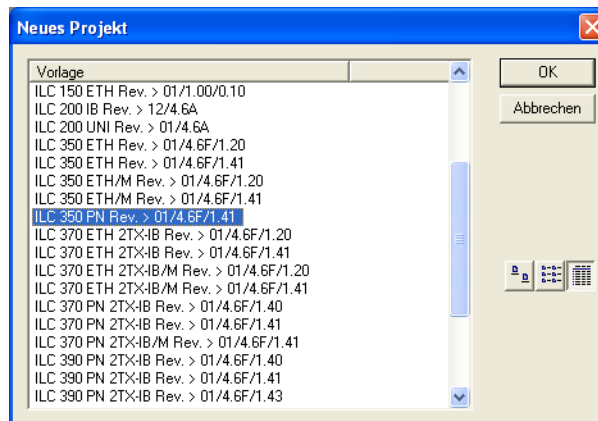 Neues Projekt
Vorlage
OK
ILC 150 ETH Rev. > 01/1.00/0.10
ILC 200 IB Rev. > 12/4.6A
Abbrechen
ILC 200 UNI Rev. > 01/4.6A
ILC 350 ETH Rev. > 01/4.6F/1.20
ILC 350 ETH Rev. > 01/4.6F/1.41
ILC 350 ETH/M Rev. > 01/4.6F/1.20
ILC 350 ETH/M Rev. > 01/4.6F/1.41
ILC 350 PN Rev. > 01/4.6F/1.41
ILC 370 ETH 2TX-IB Rev. > 01/4.6F/1.20
ILC 370 ETH 2TX-IB Rev. > 01/4.6F/1.41
ILC 370 ETH 2TX-IB/M Rev. > 01/4.6F/1.20
ILC 370 ETH 2TX-IB/M Rev. > 01/4.6F/1.41
ILC 370 PN 2TX-IB Rev. > 01/4.6F/1.40
ILC 370 PN 2TX-IB Rev. > 01/4.6F/1.41
ILC 370 PN 2TX-IB/M Rev. > 01/4.6F/1.41
ILC 390 PN 2TX-IB Rev. > 01/4.6F/1.40
ILC 390 PN 2TX-IB Rev. > 01/4.6F/1.41
ILC 390 PN 2TX-IB Rev. > 01/4.6F/1.43